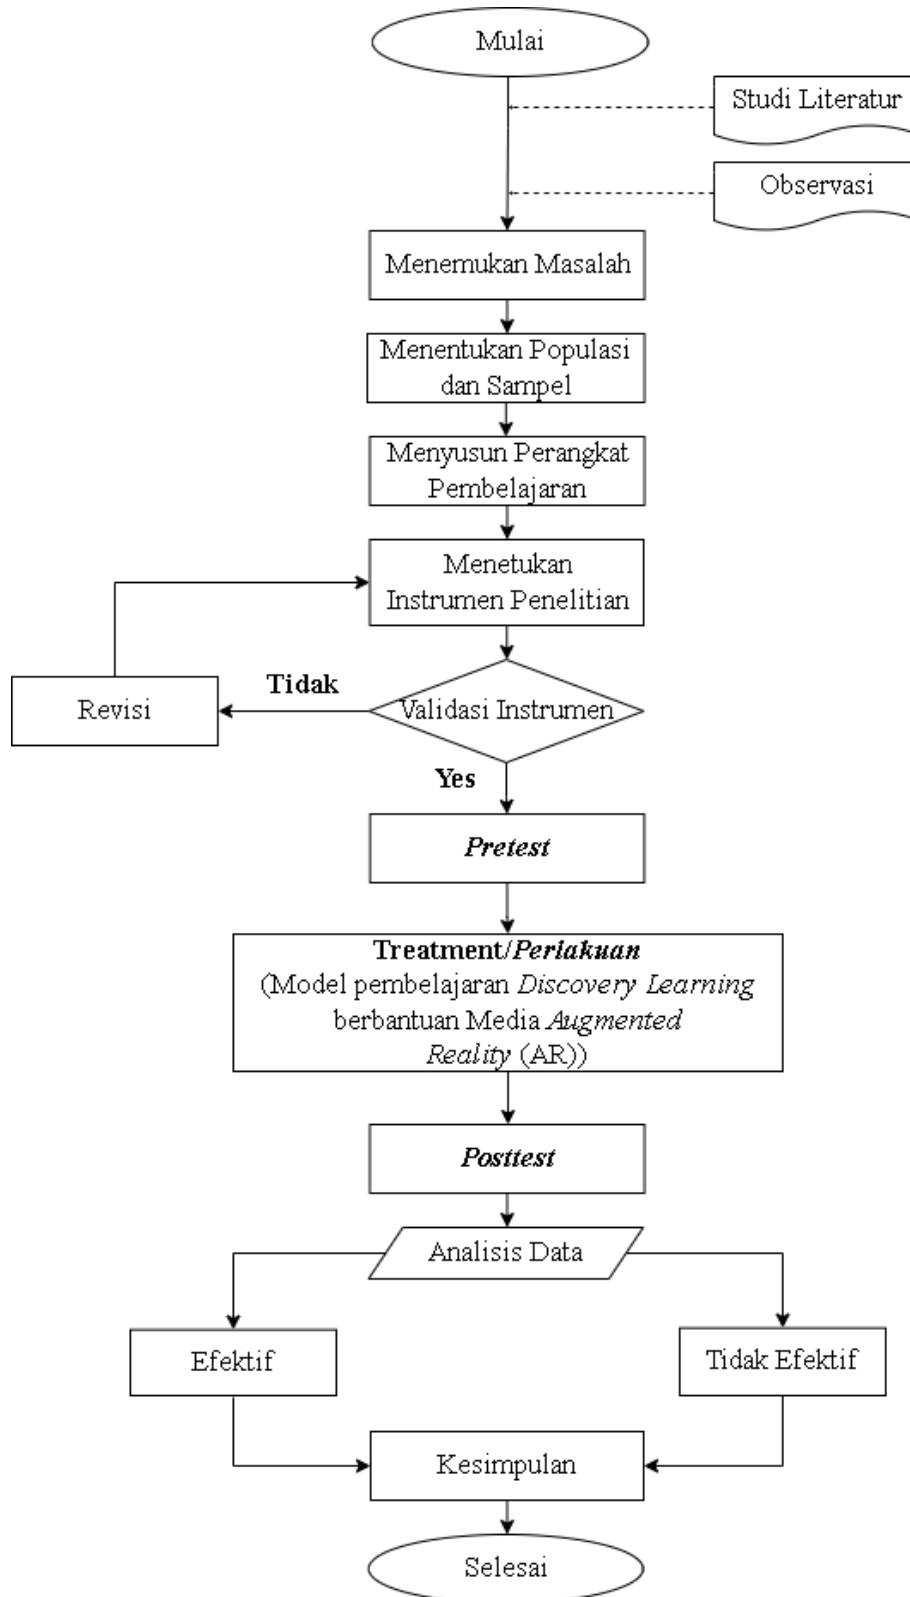 Mulai
Studi Literatur
Observasi
Menemukan Masalah
Menentukan Populasi
dan Sampel
Menyusun Perangkat
Pembelajaran
Menetukan
Instrumen Penelitian
Tidak
Revisi
Validasi Instrumen
Yes
Pretest
Treatment/Perlakuan
(Model pembelajaran Discovery Learning
berbantuan Media Augmented
Reality (AR))
Posttest
Analisis Data
Efektif
Tidak Efektif
Kesimpulan
Selesai